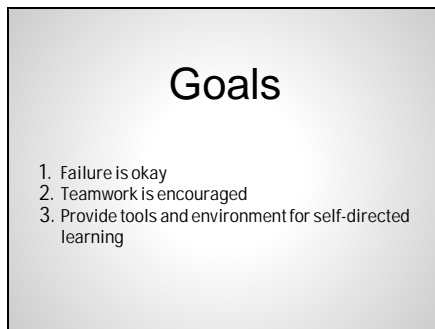 Goals
1. Failure is okay
2. Teamwork is encouraged
3. Provide tools and environment for self-directed
learning